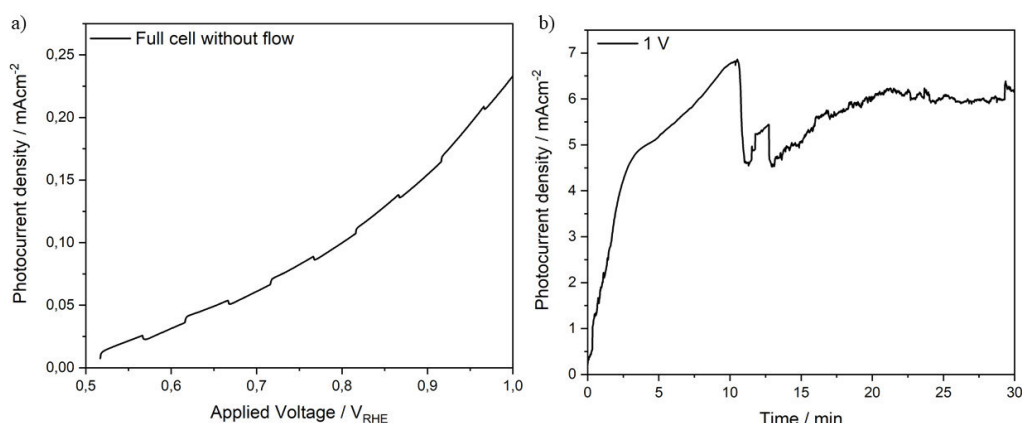 a)
Full cell without flow
Photocurrent density / mAcm⁻²
0,25
0,20
0,15
0,10
0,05
0,00
0,5 0,6 0,7 0,8 0,9 1,0
Applied Voltage / V_RHE
b)
1 V
Photocurrent density / mAcm⁻²
7
6
5
4
3
2
1
0
0 5 10 15 20 25 30
Time / min